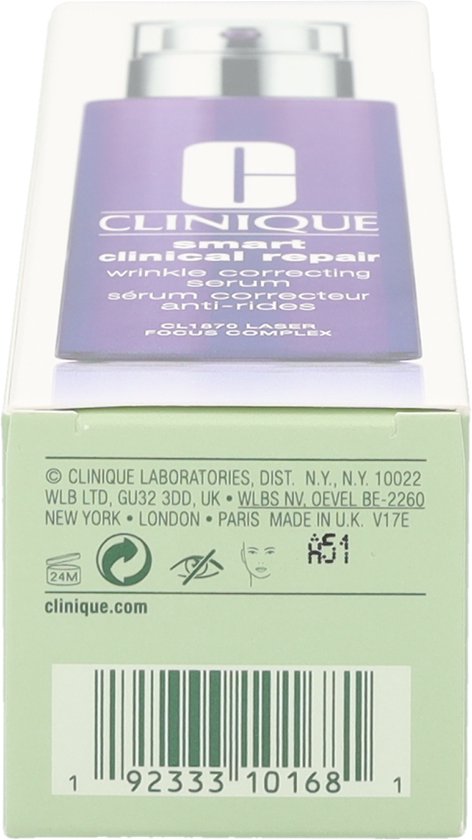 CLINIQUE
smart
clinical repair
wrinkle correcting
serum
sérum correcteur
anti-rides
CL1870 LASER
FOCUS COMPLEX
© CLINIQUE LABORATORIES, DIST. N.Y., N.Y. 10022
WLB LTD, GU32 3DD, UK • WLBS NV, OEVEL BE-2260
NEW YORK • LONDON • PARIS MADE IN U.K. V17E
24M
A51
clinique.com
1 92333 10168 1